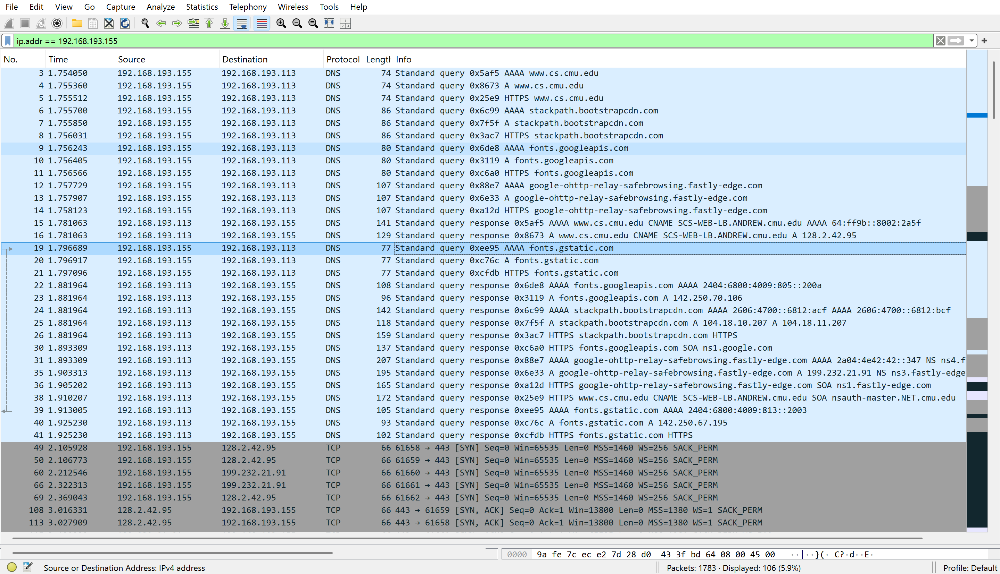 File Edit View Go Capture Analyze Statistics Telephony Wireless Tools Help
ip.addr == 192.168.193.155
No. Time Source Destination Protocol Length Info
3 1.754050 192.168.193.155 192.168.193.113 DNS 74 Standard query 0x5af5 AAAA www.cs.cmu.edu
4 1.755360 192.168.193.155 192.168.193.113 DNS 74 Standard query 0x8673 A www.cs.cmu.edu
5 1.755512 192.168.193.155 192.168.193.113 DNS 74 Standard query 0x25e9 HTTPS www.cs.cmu.edu
6 1.755700 192.168.193.155 192.168.193.113 DNS 86 Standard query 0x6c99 AAAA stackpath.bootstrapcdn.com
7 1.755850 192.168.193.155 192.168.193.113 DNS 86 Standard query 0x7f5f A stackpath.bootstrapcdn.com
8 1.756031 192.168.193.155 192.168.193.113 DNS 86 Standard query 0x3ac7 HTTPS stackpath.bootstrapcdn.com
9 1.756243 192.168.193.155 192.168.193.113 DNS 80 Standard query 0x6de8 AAAA fonts.googleapis.com
10 1.756405 192.168.193.155 192.168.193.113 DNS 80 Standard query 0x3119 A fonts.googleapis.com
11 1.756566 192.168.193.155 192.168.193.113 DNS 80 Standard query 0xc6a0 HTTPS fonts.googleapis.com
12 1.757729 192.168.193.155 192.168.193.113 DNS 107 Standard query 0x88e7 AAAA google-ohttp-relay-safebrowsing.fastly-edge.com
13 1.757907 192.168.193.155 192.168.193.113 DNS 107 Standard query 0x6e33 A google-ohttp-relay-safebrowsing.fastly-edge.com
14 1.758123 192.168.193.155 192.168.193.113 DNS 107 Standard query 0xa12d HTTPS google-ohttp-relay-safebrowsing.fastly-edge.com
15 1.781063 192.168.193.113 192.168.193.155 DNS 141 Standard query response 0x5af5 AAAA www.cs.cmu.edu CNAME SCS-WEB-LB.ANDREW.cmu.edu AAAA 64:ff9b::8002:2a5f
16 1.781063 192.168.193.113 192.168.193.155 DNS 129 Standard query response 0x8673 A www.cs.cmu.edu CNAME SCS-WEB-LB.ANDREW.cmu.edu A 128.2.42.95
19 1.796689 192.168.193.155 192.168.193.113 DNS 77 Standard query 0xee95 AAAA fonts.gstatic.com
20 1.796917 192.168.193.155 192.168.193.113 DNS 77 Standard query 0xc76c A fonts.gstatic.com
21 1.797096 192.168.193.155 192.168.193.113 DNS 77 Standard query 0xcfdb HTTPS fonts.gstatic.com
22 1.881964 192.168.193.113 192.168.193.155 DNS 108 Standard query response 0x6de8 AAAA fonts.googleapis.com AAAA 2404:6800:4009:805::200a
23 1.881964 192.168.193.113 192.168.193.155 DNS 96 Standard query response 0x3119 A fonts.googleapis.com A 142.250.70.106
24 1.881964 192.168.193.113 192.168.193.155 DNS 142 Standard query response 0x6c99 AAAA stackpath.bootstrapcdn.com AAAA 2606:4700::6812:acf AAAA 2606:4700::6812:bcf
25 1.881964 192.168.193.113 192.168.193.155 DNS 118 Standard query response 0x7f5f A stackpath.bootstrapcdn.com A 104.18.10.207 A 104.18.11.207
26 1.881964 192.168.193.113 192.168.193.155 DNS 159 Standard query response 0x3ac7 HTTPS stackpath.bootstrapcdn.com HTTPS
30 1.893309 192.168.193.113 192.168.193.155 DNS 137 Standard query response 0xc6a0 HTTPS fonts.googleapis.com SOA ns1.google.com
31 1.893309 192.168.193.113 192.168.193.155 DNS 207 Standard query response 0x88e7 AAAA google-ohttp-relay-safebrowsing.fastly-edge.com AAAA 2a04:4e42:42::347 NS ns4.f
35 1.903313 192.168.193.113 192.168.193.155 DNS 195 Standard query response 0x6e33 A google-ohttp-relay-safebrowsing.fastly-edge.com A 199.232.21.91 NS ns3.fastly-edge
36 1.905202 192.168.193.113 192.168.193.155 DNS 165 Standard query response 0xa12d HTTPS google-ohttp-relay-safebrowsing.fastly-edge.com SOA ns1.fastly-edge.com
38 1.910207 192.168.193.113 192.168.193.155 DNS 172 Standard query response 0x25e9 HTTPS www.cs.cmu.edu CNAME SCS-WEB-LB.ANDREW.cmu.edu SOA nsauth-master.NET.cmu.edu
39 1.913005 192.168.193.113 192.168.193.155 DNS 105 Standard query response 0xee95 AAAA fonts.gstatic.com AAAA 2404:6800:4009:813::2003
40 1.925230 192.168.193.113 192.168.193.155 DNS 93 Standard query response 0xc76c A fonts.gstatic.com A 142.250.67.195
41 1.925230 192.168.193.113 192.168.193.155 DNS 102 Standard query response 0xcfdb HTTPS fonts.gstatic.com HTTPS
49 2.105928 192.168.193.155 128.2.42.95 TCP 66 61658 → 443 [SYN] Seq=0 Win=65535 Len=0 MSS=1460 WS=256 SACK_PERM
50 2.106773 192.168.193.155 128.2.42.95 TCP 66 61659 → 443 [SYN] Seq=0 Win=65535 Len=0 MSS=1460 WS=256 SACK_PERM
60 2.212546 192.168.193.155 199.232.21.91 TCP 66 61660 → 443 [SYN] Seq=0 Win=65535 Len=0 MSS=1460 WS=256 SACK_PERM
66 2.322313 192.168.193.155 199.232.21.91 TCP 66 61661 → 443 [SYN] Seq=0 Win=65535 Len=0 MSS=1460 WS=256 SACK_PERM
69 2.369043 192.168.193.155 128.2.42.95 TCP 66 61662 → 443 [SYN] Seq=0 Win=65535 Len=0 MSS=1460 WS=256 SACK_PERM
108 3.016331 128.2.42.95 192.168.193.155 TCP 66 443 → 61659 [SYN, ACK] Seq=0 Ack=1 Win=13800 Len=0 MSS=1380 WS=1 SACK_PERM
113 3.027909 128.2.42.95 192.168.193.155 TCP 66 443 → 61658 [SYN, ACK] Seq=0 Ack=1 Win=13800 Len=0 MSS=1380 WS=1 SACK_PERM
0000 9a fe 7c ec e2 7d 28 d0 43 3f bd 64 08 00 45 00 ··|··}(· C?·d··E·
Source or Destination Address: IPv4 address Packets: 1783 · Displayed: 106 (5.9%) Profile: Default